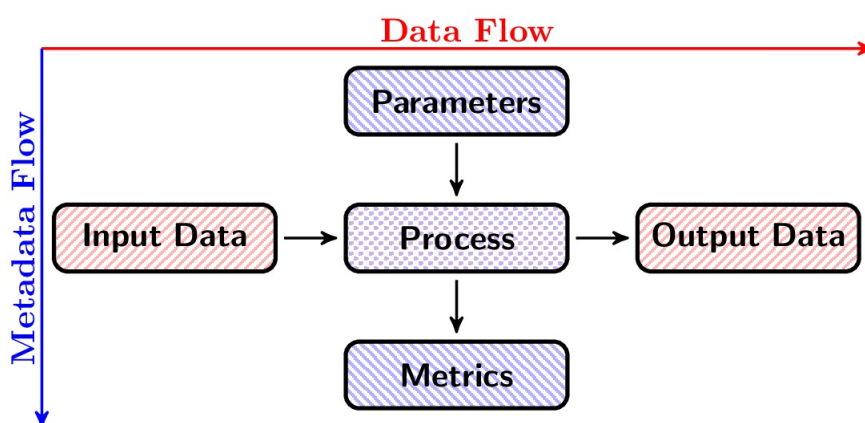 Data Flow
Metadata Flow
Parameters
Input Data
Process
Output Data
Metrics